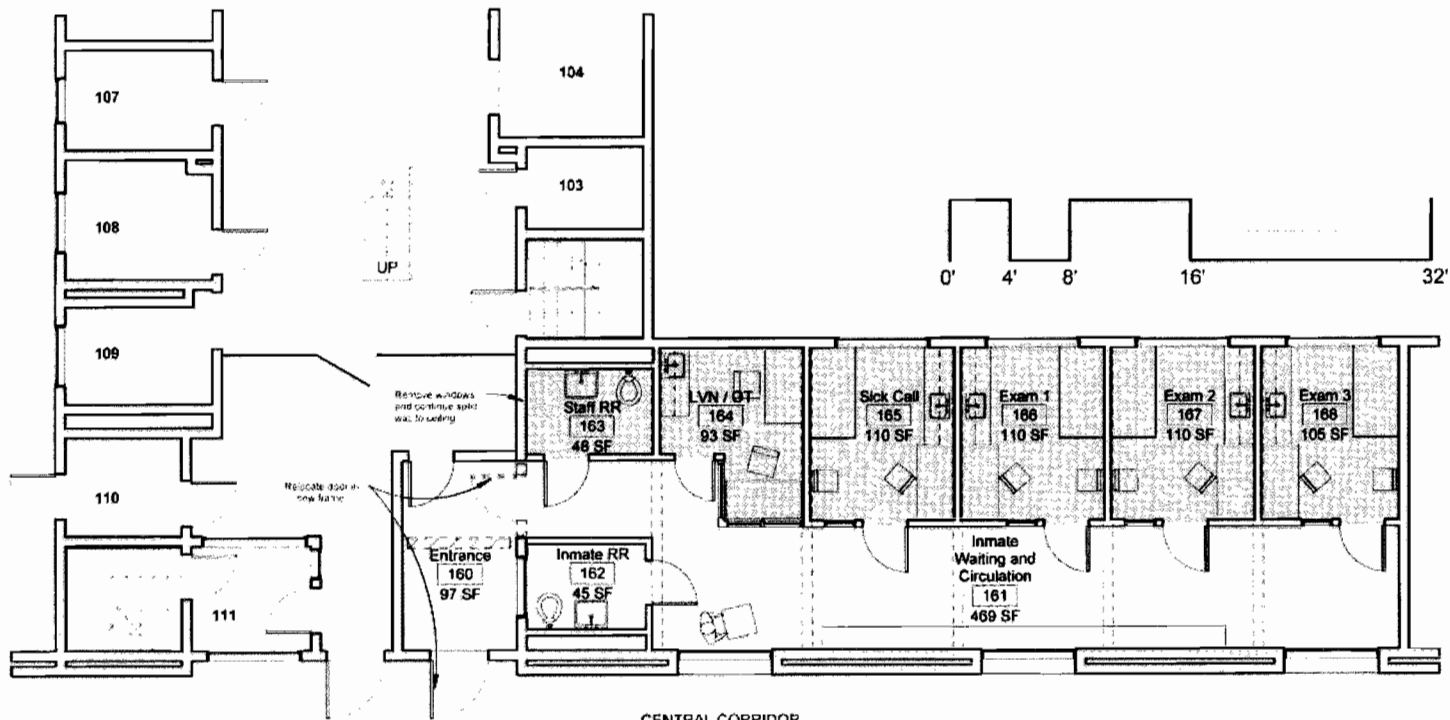 107
104
103
108
UP
0' 4' 8' 16' 32'
109
Remove windows
and continue split
wall to ceiling
Staff RR
163
46 SF
LVN / OT
164
93 SF
Sick Call
165
110 SF
Exam 1
166
110 SF
Exam 2
167
110 SF
Exam 3
168
105 SF
110
Relocate door in
new frame
Entrance
160
97 SF
Inmate RR
162
45 SF
Inmate
Waiting and
Circulation
161
469 SF
111
CENTRAL CORRIDOR